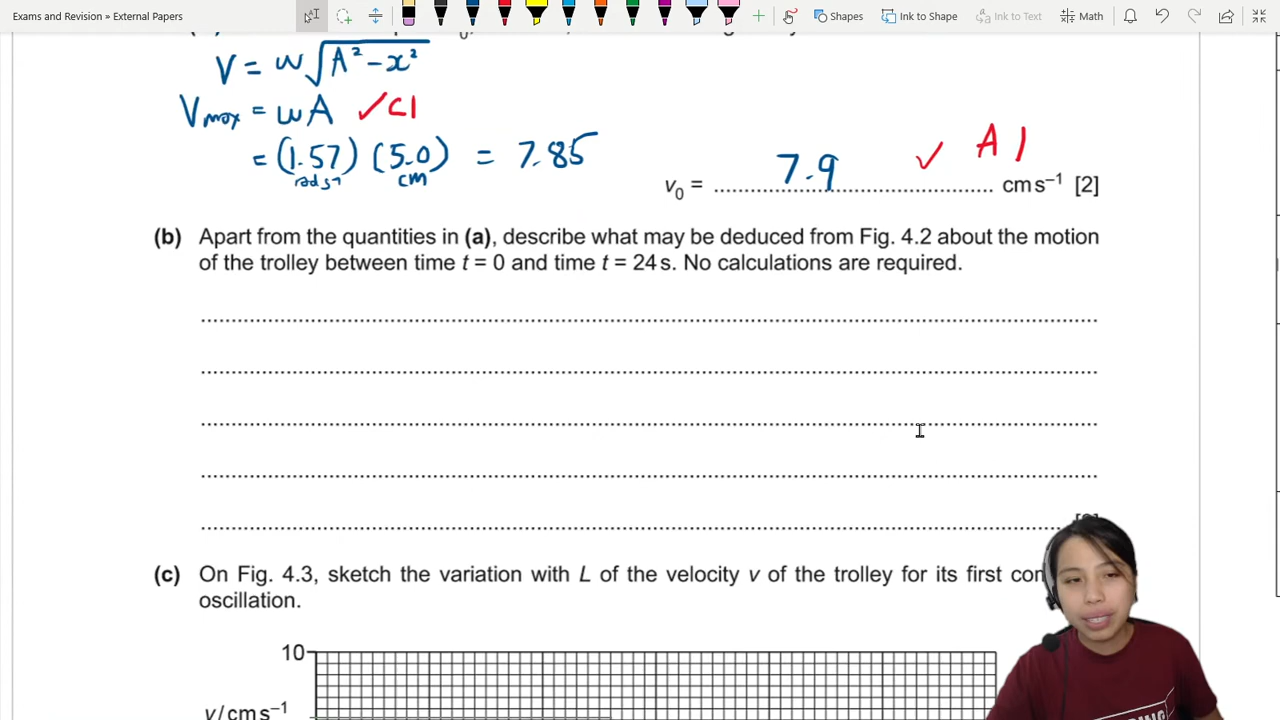 Exams and Revision » External Papers
Shapes
Ink to Shape
Ink to Text
Math
V = ω√A² – x²
Vmax = ωA ✓ C1
= (1.57) (5.0) = 7.85
rad s⁻¹ cm
v0 = 7.9 cm s⁻¹ [2] ✓ A1
(b) Apart from the quantities in (a), describe what may be deduced from Fig. 4.2 about the motion
of the trolley between time t = 0 and time t = 24 s. No calculations are required.
(c) On Fig. 4.3, sketch the variation with L of the velocity v of the trolley for its first
oscillation.
10
v / cm s⁻¹